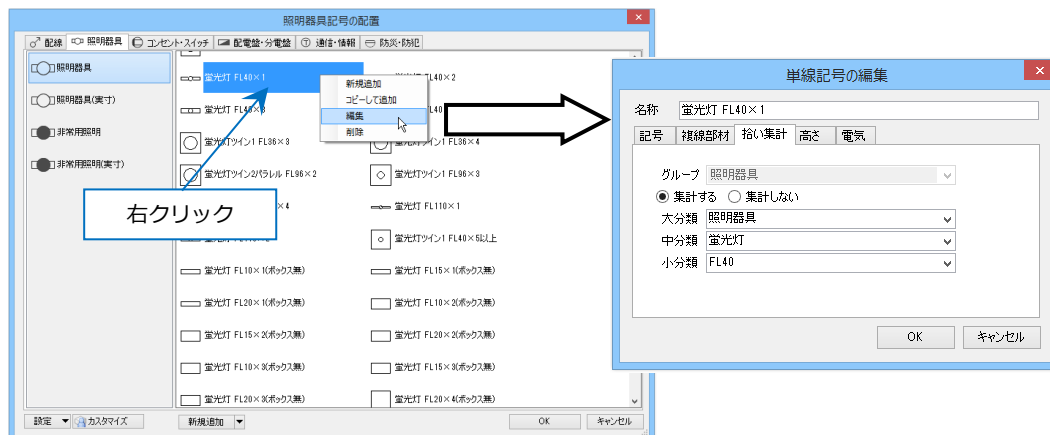 照明器具記号の配置
配線 照明器具 コンセント・スイッチ 配電盤・分電盤 通信・情報 防災・防犯
照明器具
照明器具(実寸)
非常用照明
非常用照明(実寸)
蛍光灯 FL40×1
蛍光灯ツイン1 FL36×3
蛍光灯ツイン1 FL36×4
蛍光灯ツイン2パラレル FL96×2
蛍光灯ツイン1 FL96×3
蛍光灯 FL110×1
蛍光灯ツイン1 FL40×5以上
蛍光灯 FL10×1(ボックス無)
蛍光灯 FL15×1(ボックス無)
蛍光灯 FL20×1(ボックス無)
蛍光灯 FL10×2(ボックス無)
蛍光灯 FL15×2(ボックス無)
蛍光灯 FL20×2(ボックス無)
蛍光灯 FL10×3(ボックス無)
蛍光灯 FL15×3(ボックス無)
蛍光灯 FL20×3(ボックス無)
蛍光灯 FL20×4(ボックス無)
新規追加
コピーして追加
編集
削除
右クリック
設定 カスタマイズ 新規追加 OK キャンセル
単線記号の編集
名称 蛍光灯 FL40×1
記号 複線部材 拾い集計 高さ 電気
グループ 照明器具
集計する 集計しない
大分類 照明器具
中分類 蛍光灯
小分類 FL40
OK キャンセル